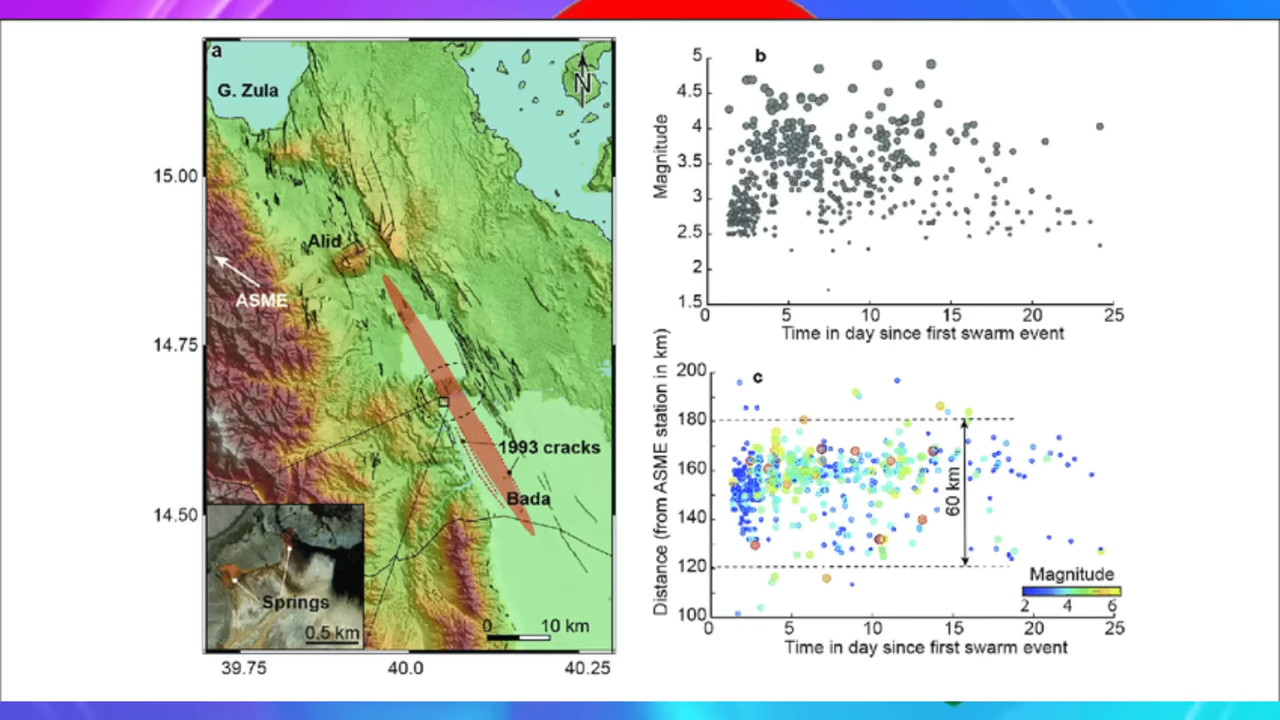 a
G. Zula
N
15.00
Alid
ASME
14.75
1993 cracks
Bada
14.50
Springs
0.5 km
0
10 km
39.75
40.0
40.25
b
5
4.5
4
3.5
3
2.5
2
1.5
Magnitude
0
5
10
15
20
25
Time in day since first swarm event
c
200
180
160
140
120
100
Distance (from ASME station in km)
60 km
Magnitude
2
4
6
0
5
10
15
20
25
Time in day since first swarm event